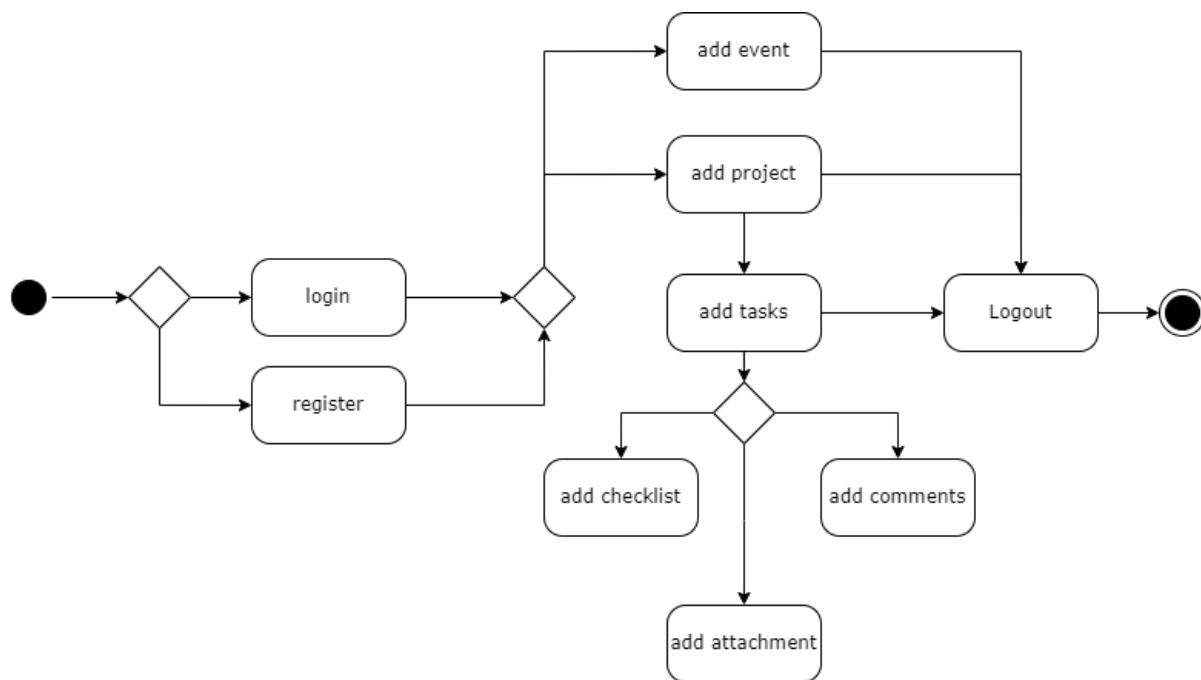 add event
add project
login
add tasks
Logout
register
add checklist
add comments
add attachment